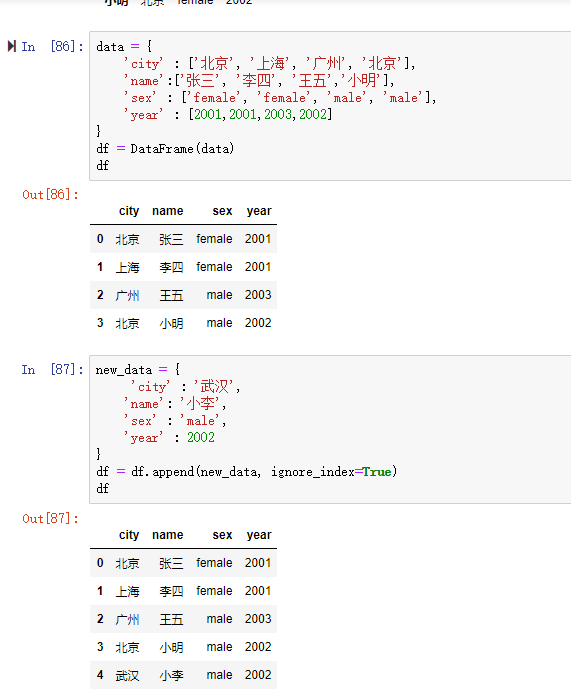 小明 北京 female 2002
In [86]: data = {
'city' : ['北京', '上海', '广州', '北京'],
'name':['张三', '李四', '王五','小明'],
'sex' : ['female', 'female', 'male', 'male'],
'year' : [2001,2001,2003,2002]
}
df = DataFrame(data)
df
Out[86]:
city name sex year
0 北京 张三 female 2001
1 上海 李四 female 2001
2 广州 王五 male 2003
3 北京 小明 male 2002
In [87]: new_data = {
'city' : '武汉',
'name': '小李',
'sex' : 'male',
'year' : 2002
}
df = df.append(new_data, ignore_index=True)
df
Out[87]:
city name sex year
0 北京 张三 female 2001
1 上海 李四 female 2001
2 广州 王五 male 2003
3 北京 小明 male 2002
4 武汉 小李 male 2002